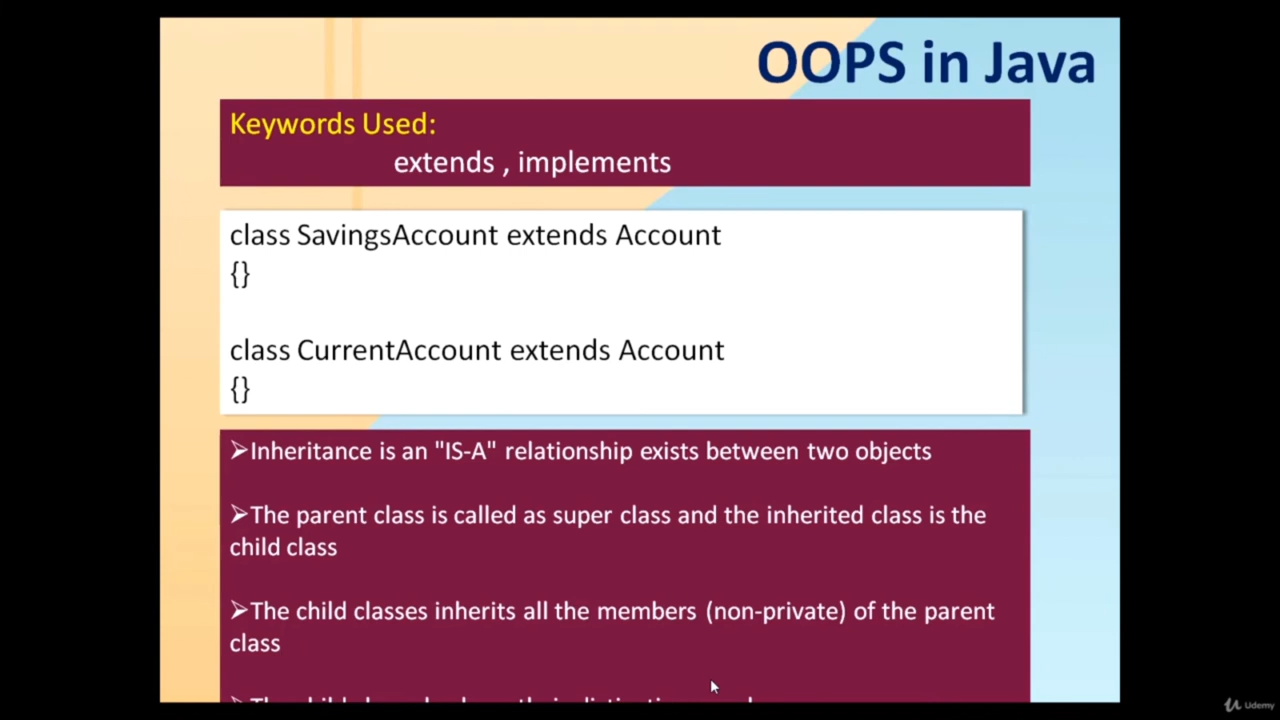 OOPS in Java
Keywords Used:
extends , implements
class SavingsAccount extends Account
{}
class CurrentAccount extends Account
{}
➢Inheritance is an "IS-A" relationship exists between two objects
➢The parent class is called as super class and the inherited class is the
child class
➢The child classes inherits all the members (non-private) of the parent
class
Udemy